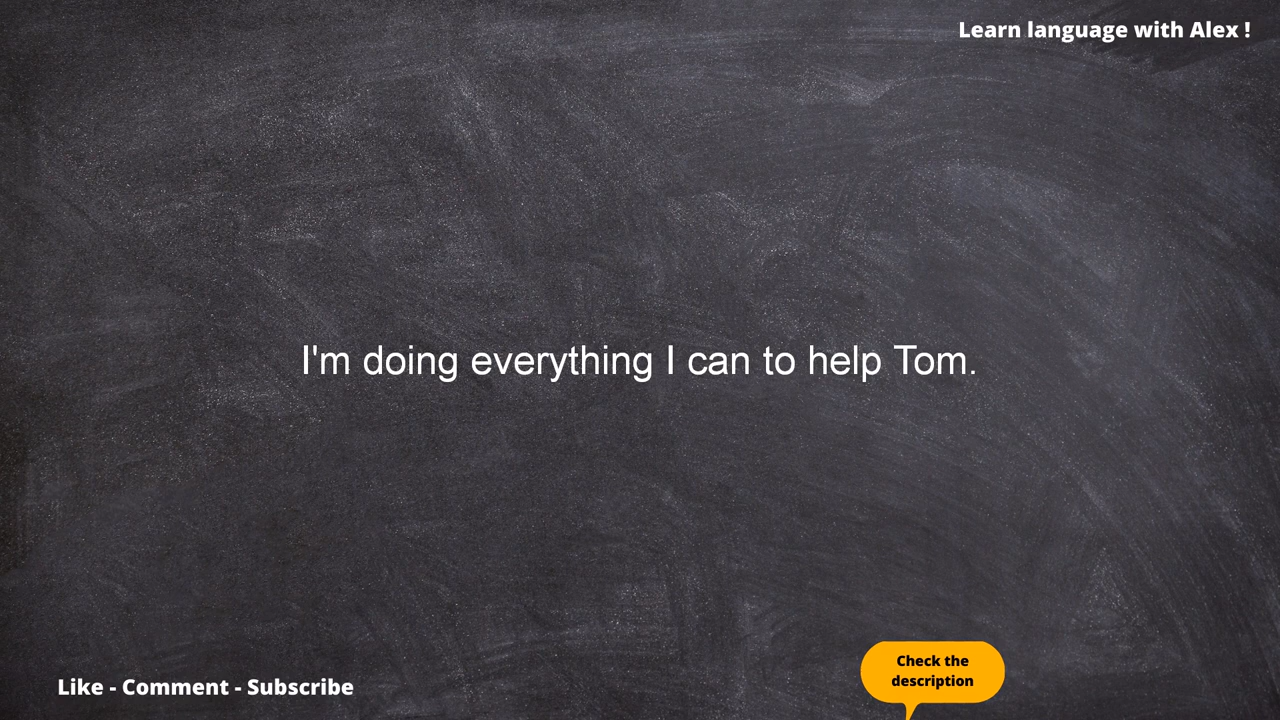 Learn language with Alex !
I'm doing everything I can to help Tom.
Check the
description
Like - Comment - Subscribe